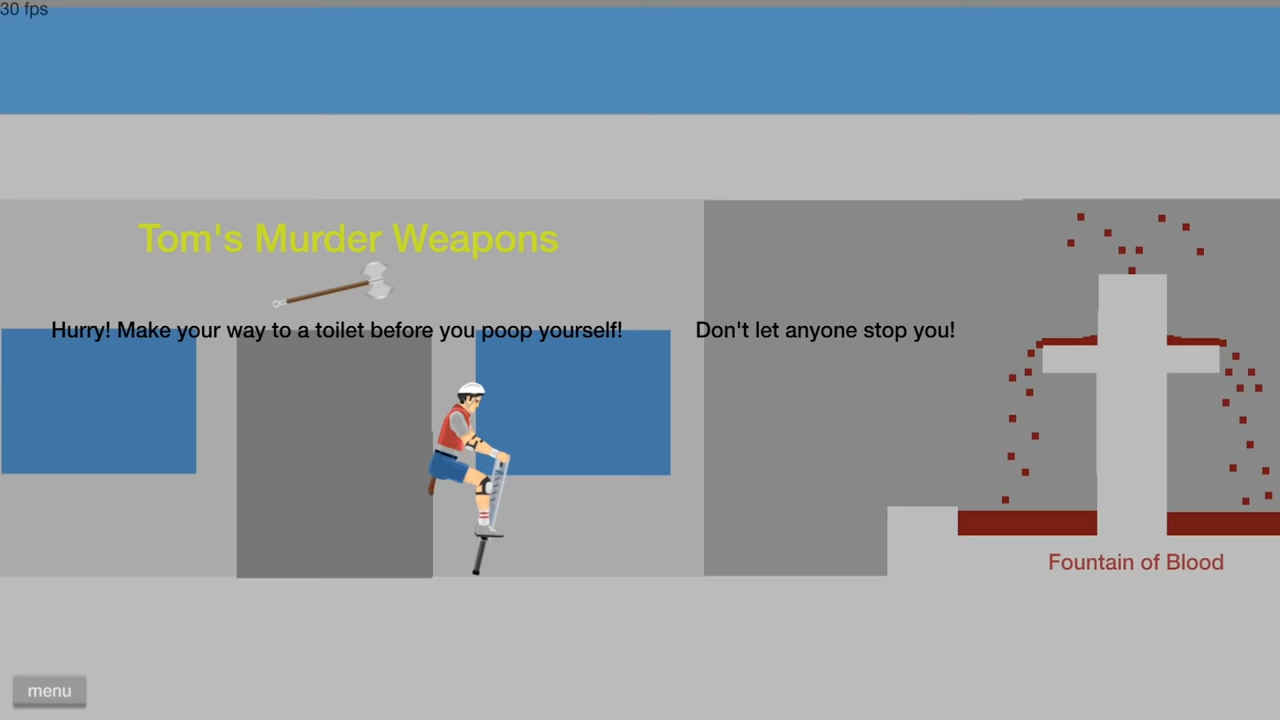 30 fps
Tom's Murder Weapons
Hurry! Make your way to a toilet before you poop yourself!
Don't let anyone stop you!
Fountain of Blood
menu